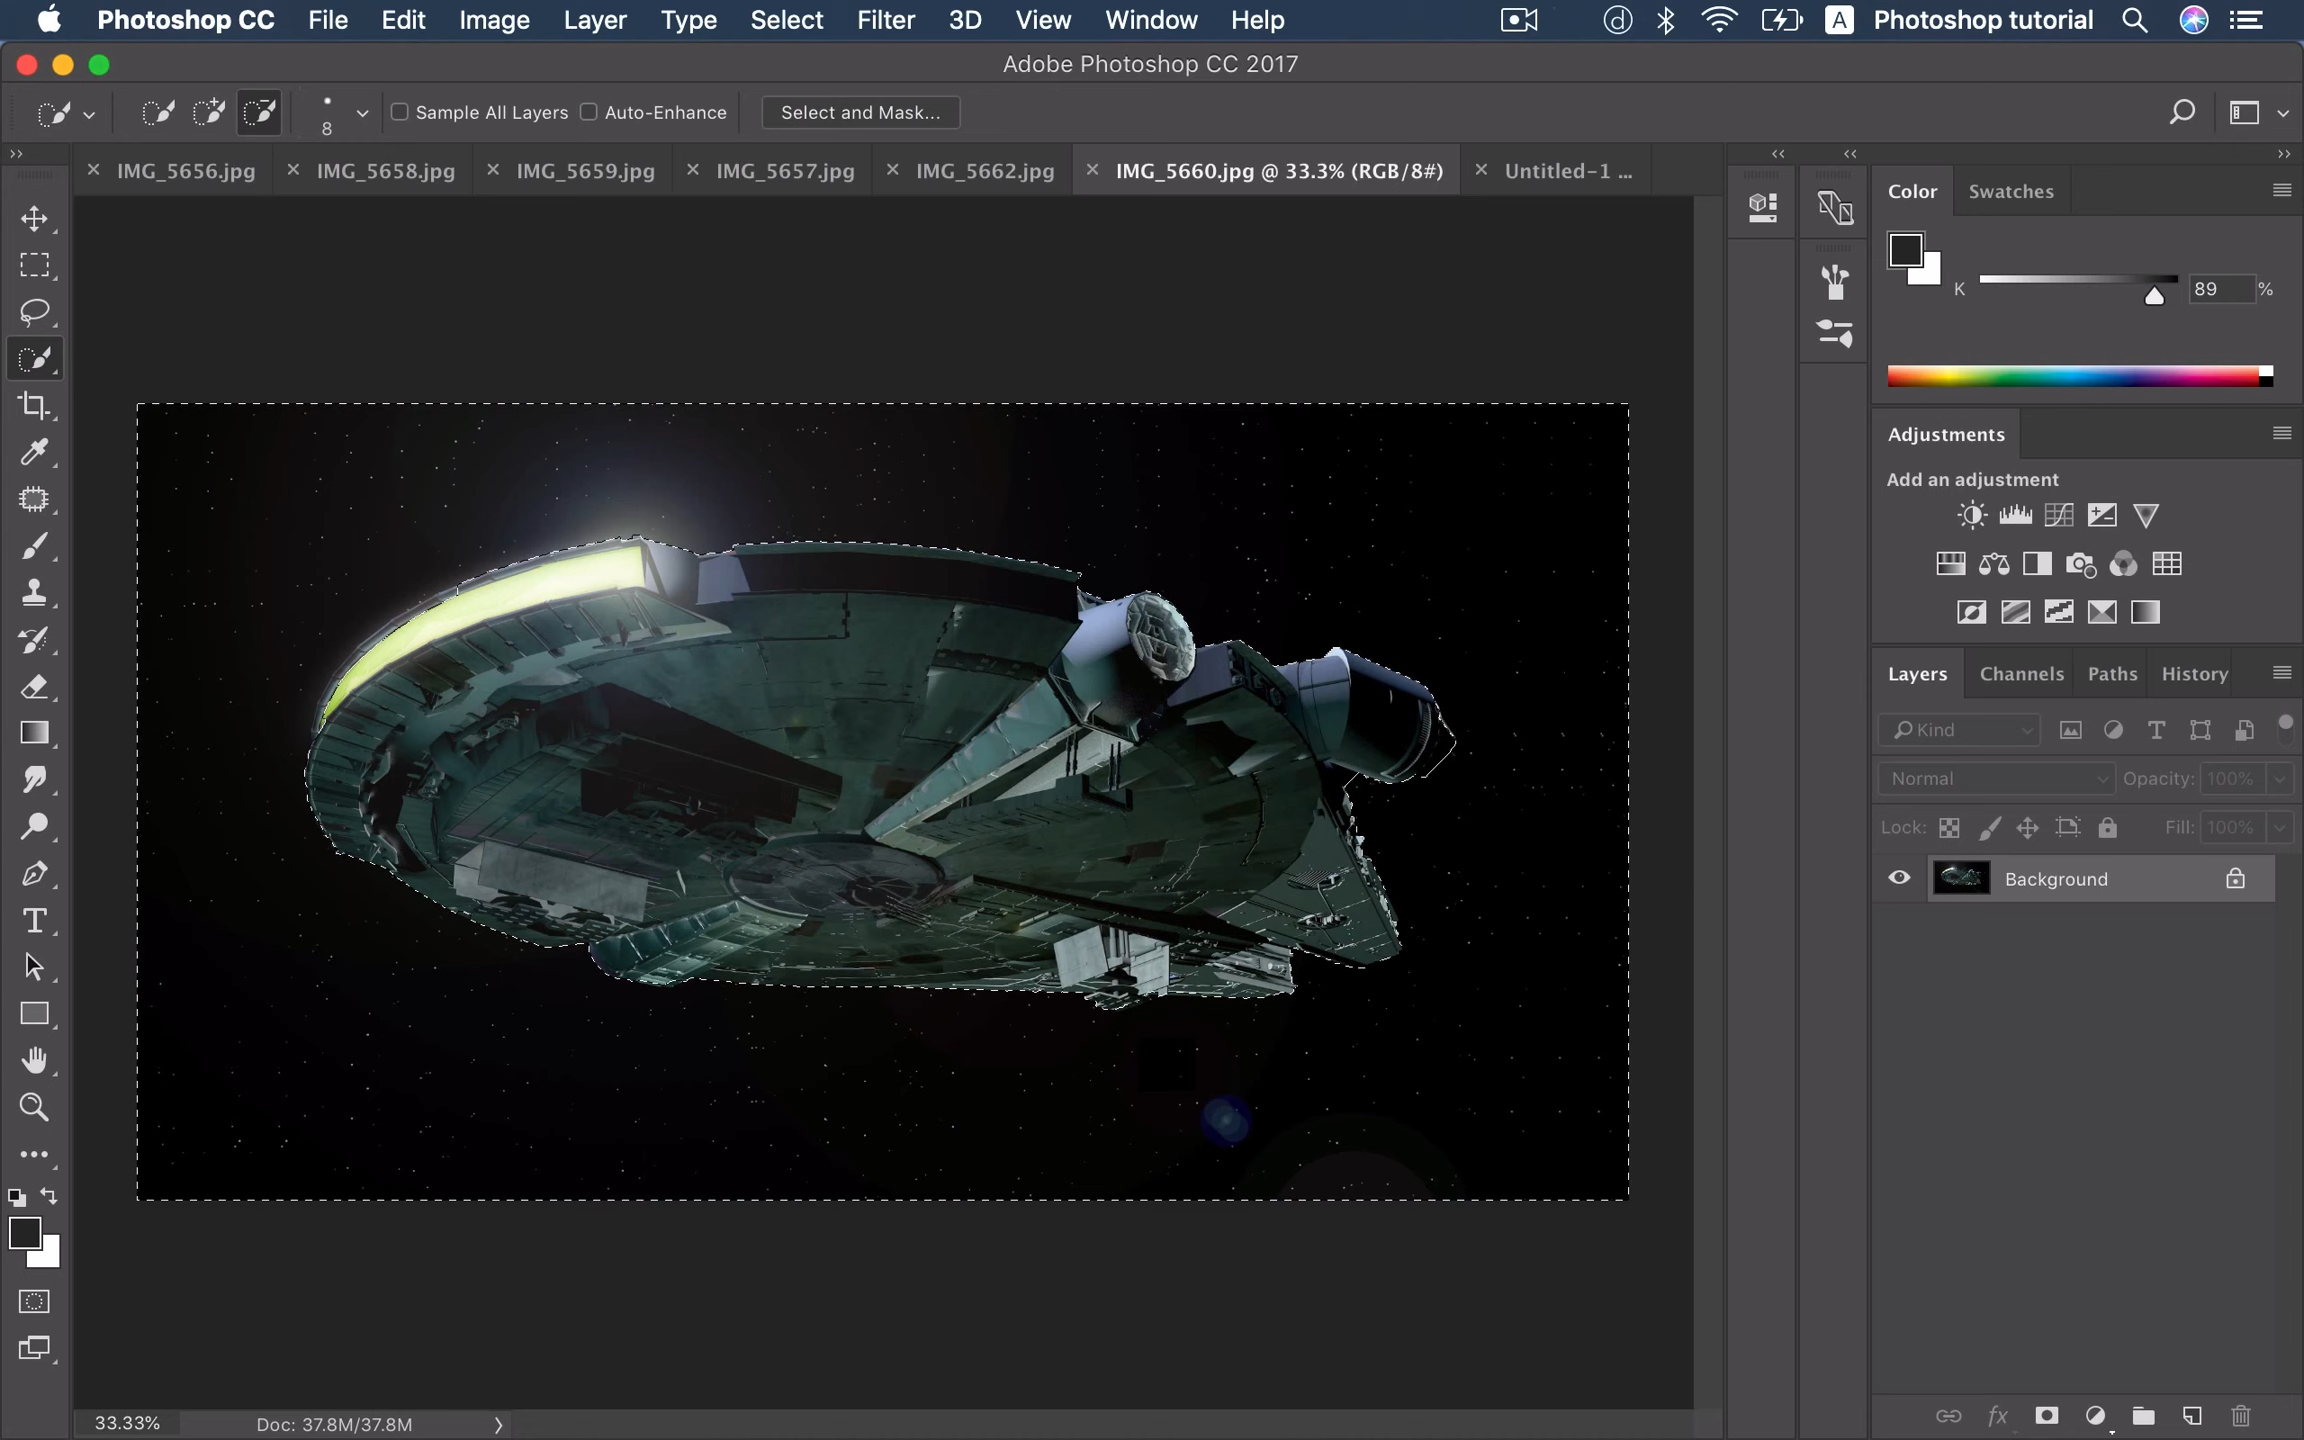 Photoshop CC File Edit Image Layer Type Select Filter 3D View Window Help A Photoshop tutorial
Adobe Photoshop CC 2017
8 Sample All Layers Auto-Enhance Select and Mask...
IMG_5656.jpg IMG_5658.jpg IMG_5659.jpg IMG_5657.jpg IMG_5662.jpg IMG_5660.jpg @ 33.3% (RGB/8#) Untitled-1 ...
Color Swatches
K 89 %
Adjustments
Add an adjustment
Layers Channels Paths History
Kind
Normal Opacity: 100%
Lock: Fill: 100%
Background
33.33% Doc: 37.8M/37.8M
fx